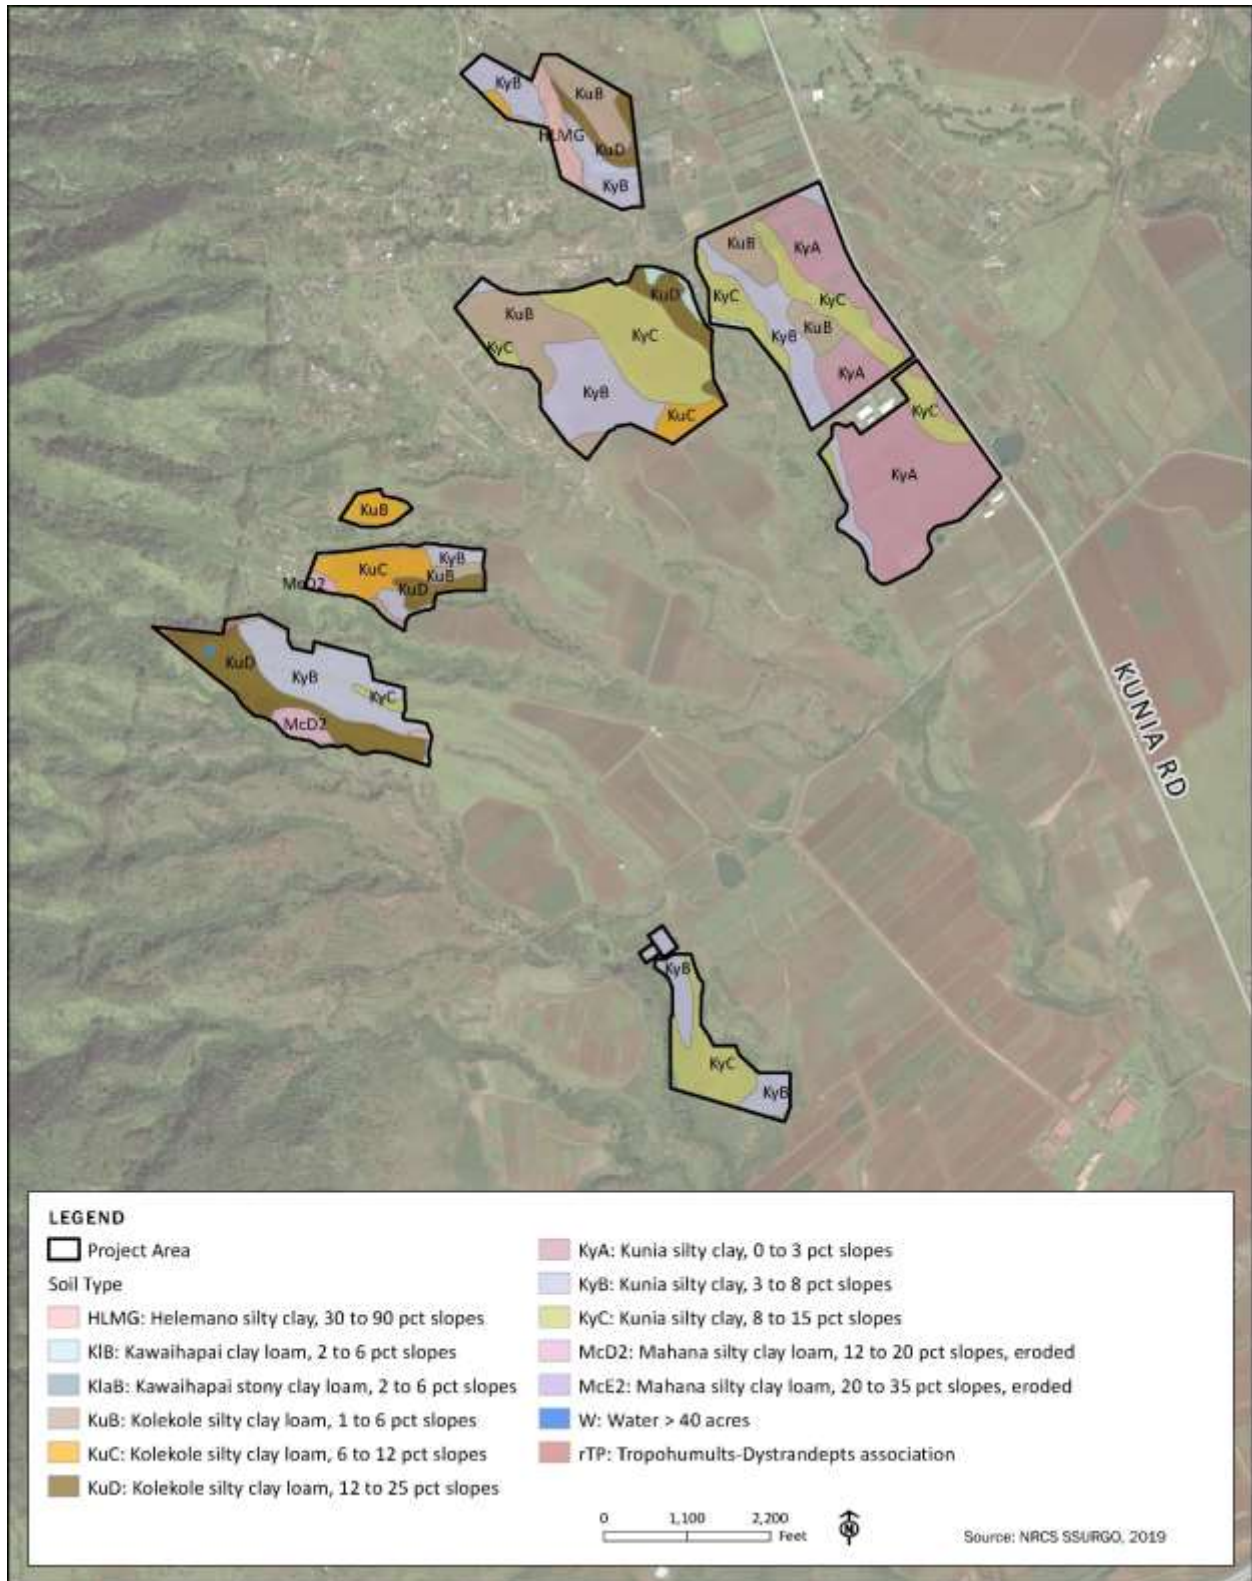 KyB
KuB
HLMG
KuD
KyB
KuB
KyA
KuD
KyC
KyC
KuB
KyB
KuB
KyC
KyC
KyA
KyB
KuC
KyC
KyA
KuB
KyB
KuC
KuB
McD2
KuD
KuD
KyB
KyC
McD2
KUNIA RD
KyB
KyC
KyB
LEGEND
Project Area
Soil Type
HLMG: Helemano silty clay, 30 to 90 pct slopes
KlB: Kawaihapai clay loam, 2 to 6 pct slopes
KlaB: Kawaihapai stony clay loam, 2 to 6 pct slopes
KuB: Kolekole silty clay loam, 1 to 6 pct slopes
KuC: Kolekole silty clay loam, 6 to 12 pct slopes
KuD: Kolekole silty clay loam, 12 to 25 pct slopes
KyA: Kunia silty clay, 0 to 3 pct slopes
KyB: Kunia silty clay, 3 to 8 pct slopes
KyC: Kunia silty clay, 8 to 15 pct slopes
McD2: Mahana silty clay loam, 12 to 20 pct slopes, eroded
McE2: Mahana silty clay loam, 20 to 35 pct slopes, eroded
W: Water > 40 acres
rTP: Tropohumults-Dystrandepts association
0 1,100 2,200
Feet
N
Source: NRCS SSURGO, 2019